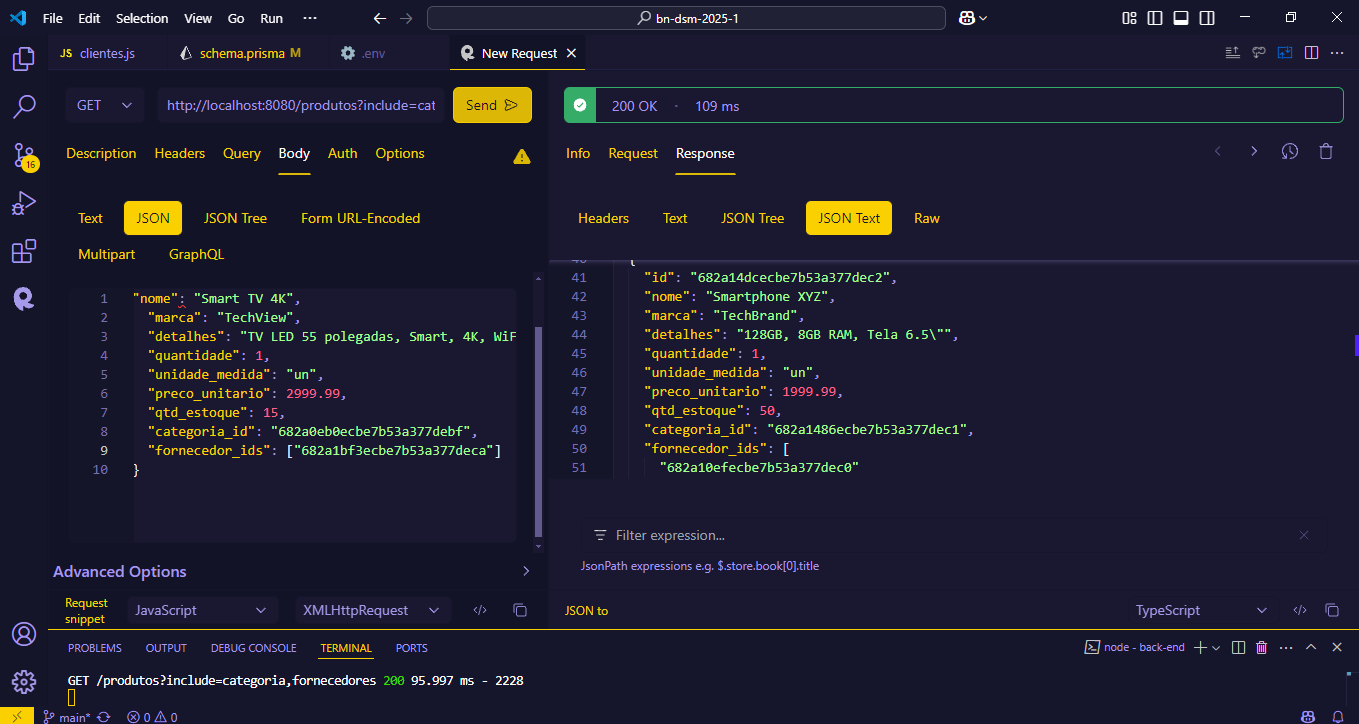 File Edit Selection View Go Run ··· bn-dsm-2025-1
JS clientes.js schema.prisma M .env New Request
GET http://localhost:8080/produtos?include=cat Send
200 OK · 109 ms
Description Headers Query Body Auth Options
Info Request Response
16
Text JSON JSON Tree Form URL-Encoded
Multipart GraphQL
Headers Text JSON Tree JSON Text Raw
1 "nome": "Smart TV 4K",
2 "marca": "TechView",
3 "detalhes": "TV LED 55 polegadas, Smart, 4K, WiF
4 "quantidade": 1,
5 "unidade_medida": "un",
6 "preco_unitario": 2999.99,
7 "qtd_estoque": 15,
8 "categoria_id": "682a0eb0ecbe7b53a377debf",
9 "fornecedor_ids": ["682a1bf3ecbe7b53a377deca"]
10 }
40 {
41 "id": "682a14dcecbe7b53a377dec2",
42 "nome": "Smartphone XYZ",
43 "marca": "TechBrand",
44 "detalhes": "128GB, 8GB RAM, Tela 6.5\"",
45 "quantidade": 1,
46 "unidade_medida": "un",
47 "preco_unitario": 1999.99,
48 "qtd_estoque": 50,
49 "categoria_id": "682a1486ecbe7b53a377dec1",
50 "fornecedor_ids": [
51 "682a10efecbe7b53a377dec0"
Filter expression...
JsonPath expressions e.g. $.store.book[0].title
Advanced Options
Request snippet JavaScript XMLHttpRequest
JSON to TypeScript
PROBLEMS OUTPUT DEBUG CONSOLE TERMINAL PORTS node - back-end
GET /produtos?include=categoria,fornecedores 200 95.997 ms - 2228
main* 0 0